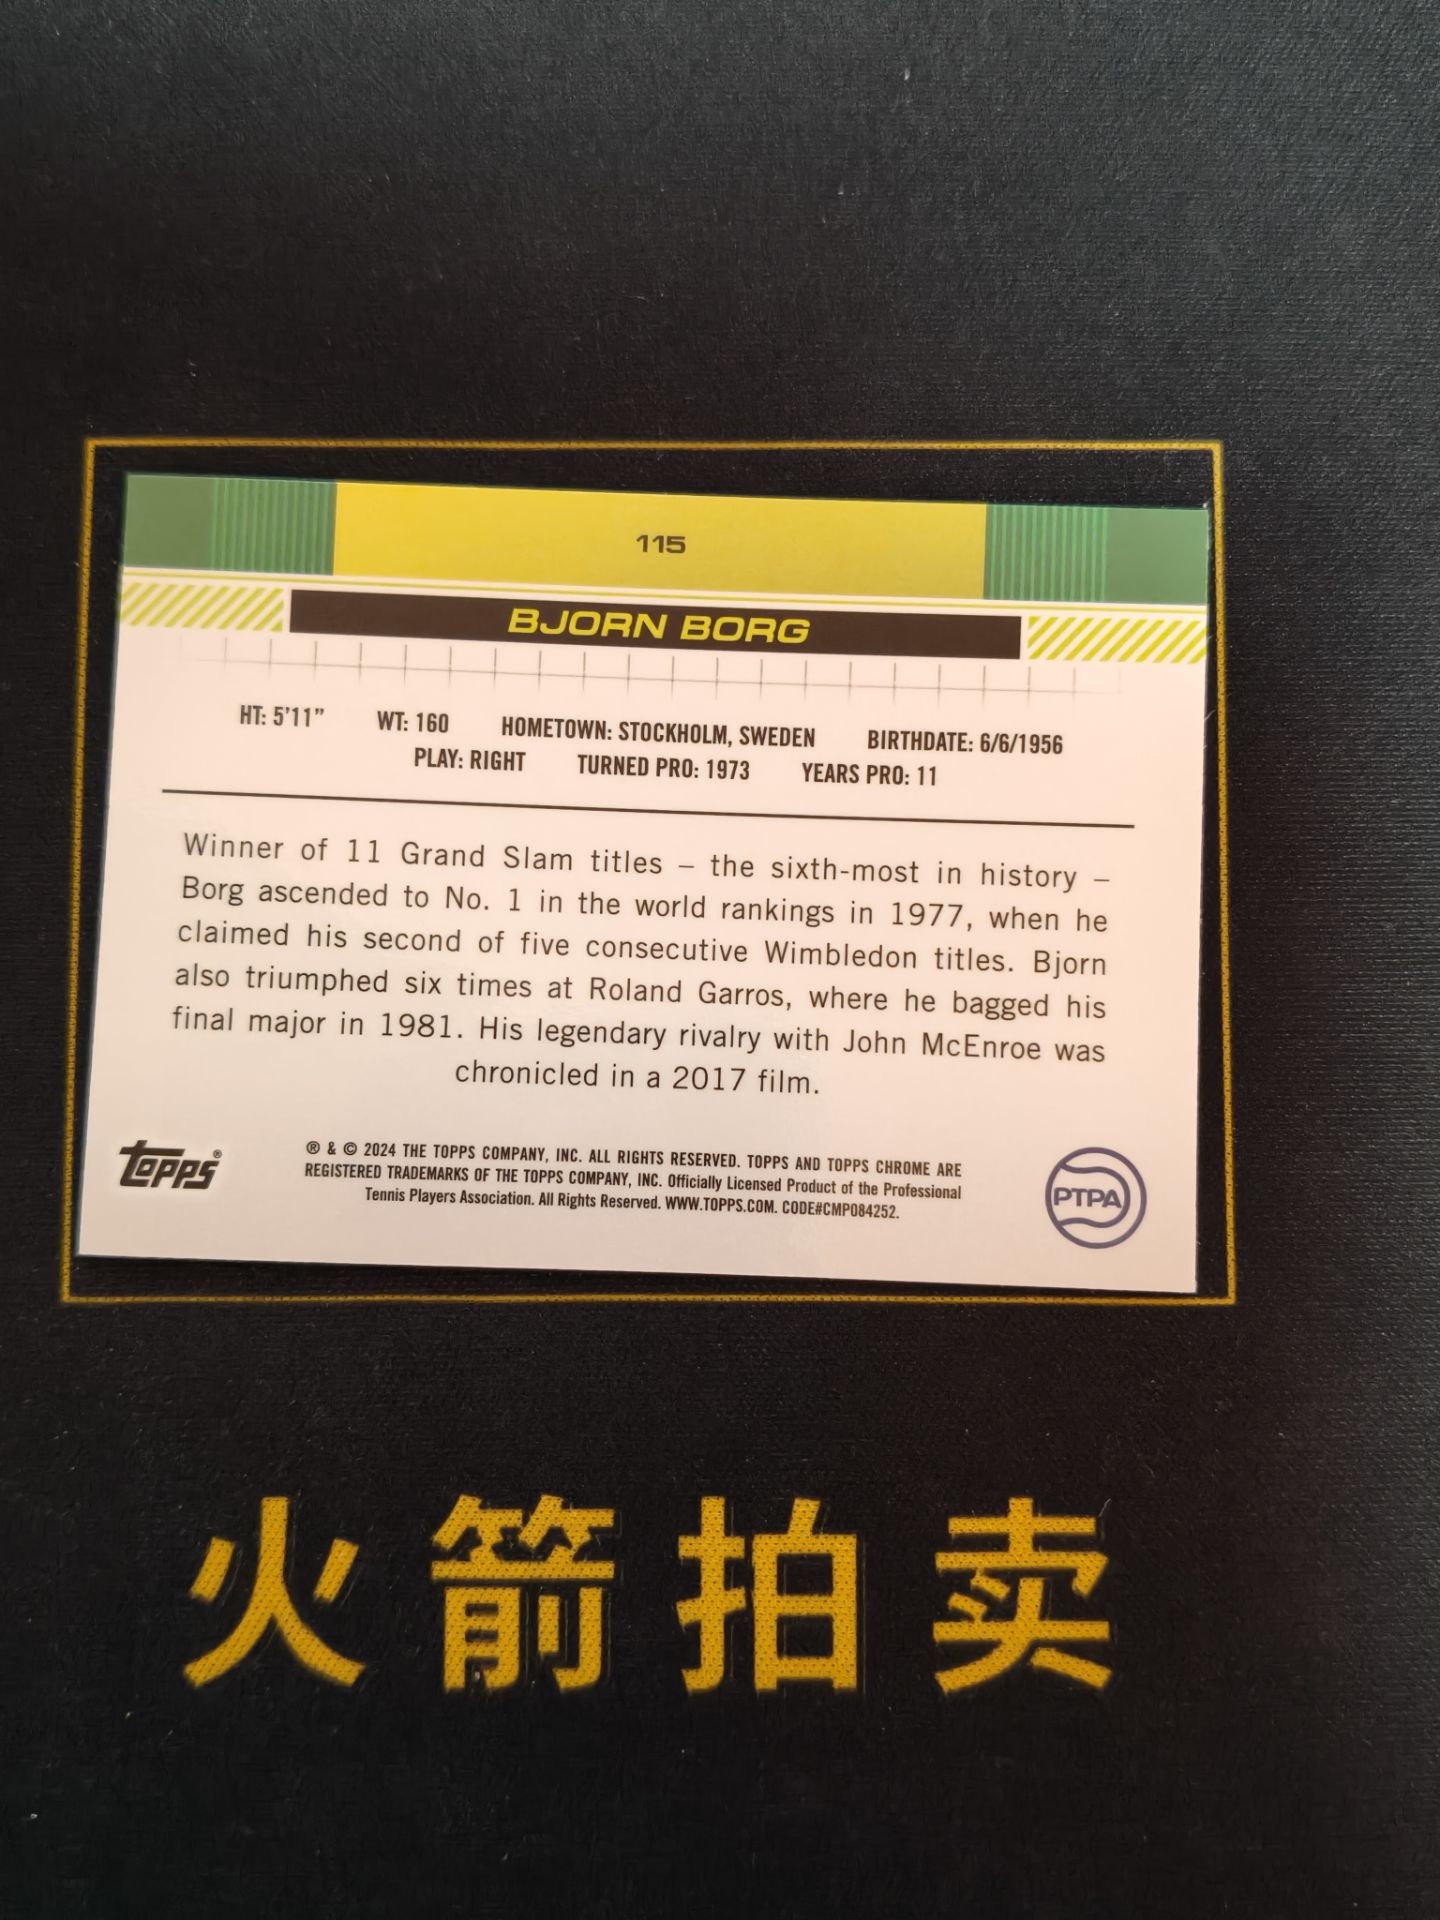 115
BJORN BORG
HT: 5'11" WT: 160 HOMETOWN: STOCKHOLM, SWEDEN BIRTHDATE: 6/6/1956
PLAY: RIGHT TURNED PRO: 1973 YEARS PRO: 11
Winner of 11 Grand Slam titles – the sixth-most in history –
Borg ascended to No. 1 in the world rankings in 1977, when he
claimed his second of five consecutive Wimbledon titles. Bjorn
also triumphed six times at Roland Garros, where he bagged his
final major in 1981. His legendary rivalry with John McEnroe was
chronicled in a 2017 film.
Topps®
® & © 2024 THE TOPPS COMPANY, INC. ALL RIGHTS RESERVED. TOPPS AND TOPPS CHROME ARE
REGISTERED TRADEMARKS OF THE TOPPS COMPANY, INC. Officially Licensed Product of the Professional
Tennis Players Association. All Rights Reserved. WWW.TOPPS.COM. CODE#CMP084252.
PTPA
火箭拍卖